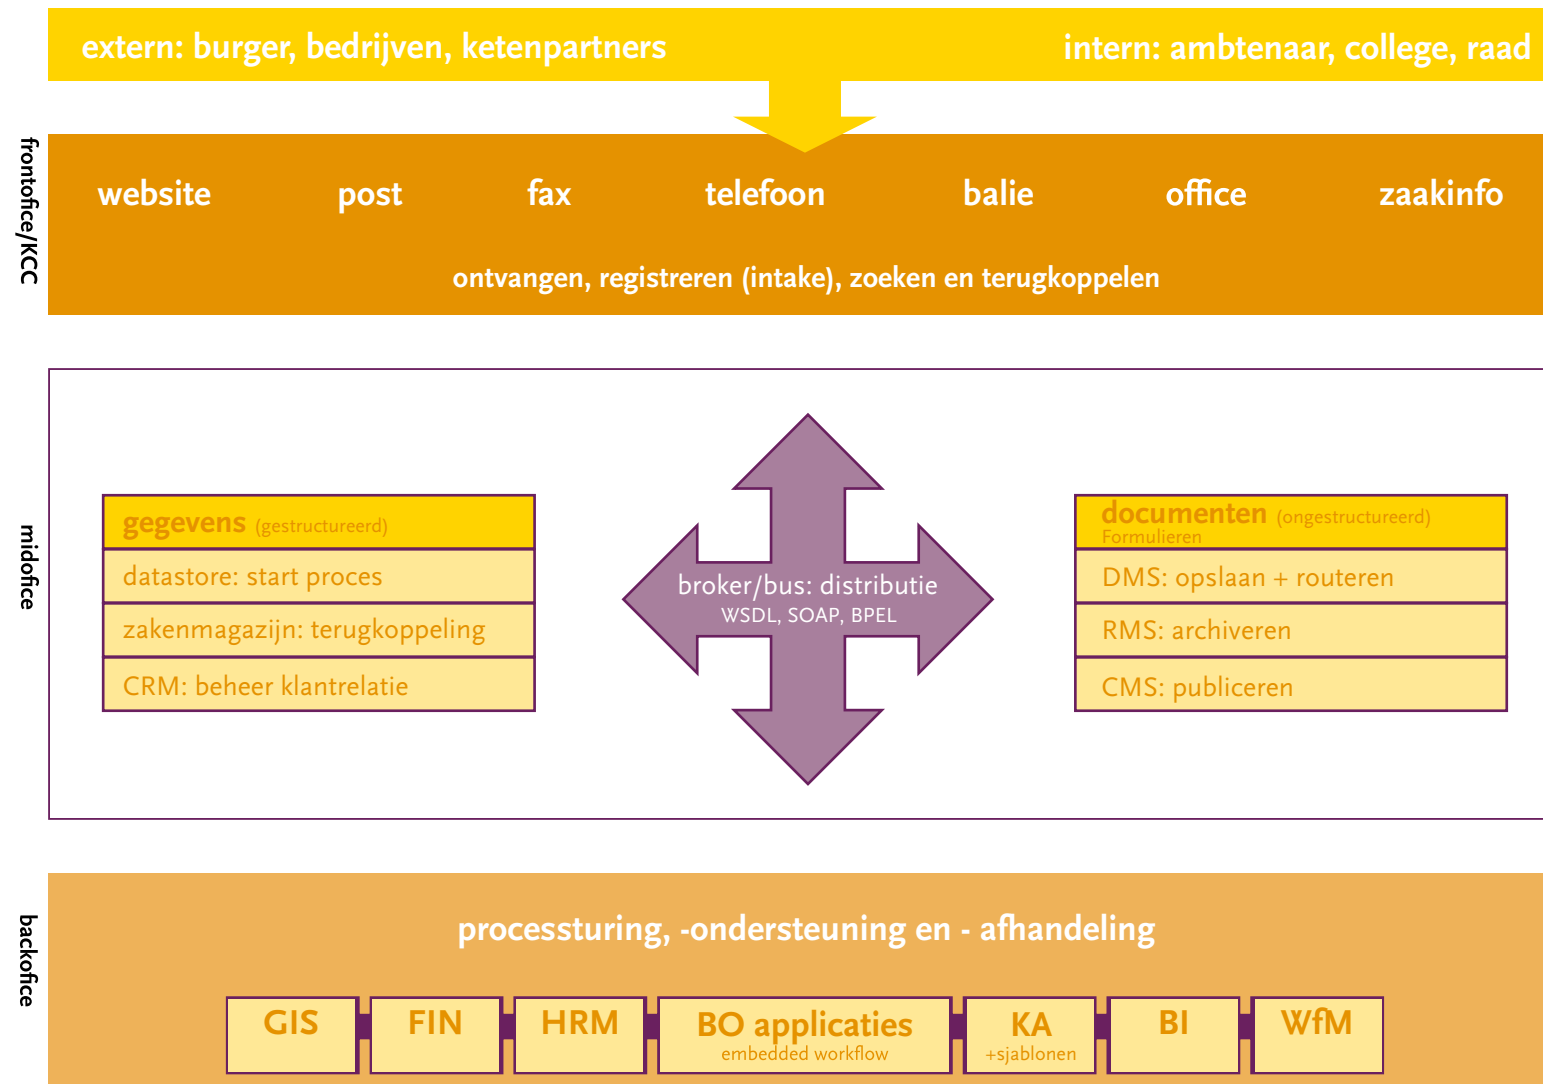 extern: burger, bedrijven, ketenpartners
intern: ambtenaar, college, raad
frontofice/KCC
website post fax telefoon balie office zaakinfo
ontvangen, registreren (intake), zoeken en terugkoppelen
midofice
gegevens (gestructureerd)
datastore: start proces
zakenmagazijn: terugkoppeling
CRM: beheer klantrelatie
broker/bus: distributie
WSDL, SOAP, BPEL
documenten (ongestructureerd)
Formulieren
DMS: opslaan + routeren
RMS: archiveren
CMS: publiceren
backofice
processturing, -ondersteuning en - afhandeling
GIS
FIN
HRM
BO applicaties
embedded workflow
KA
+sjablonen
BI
WfM